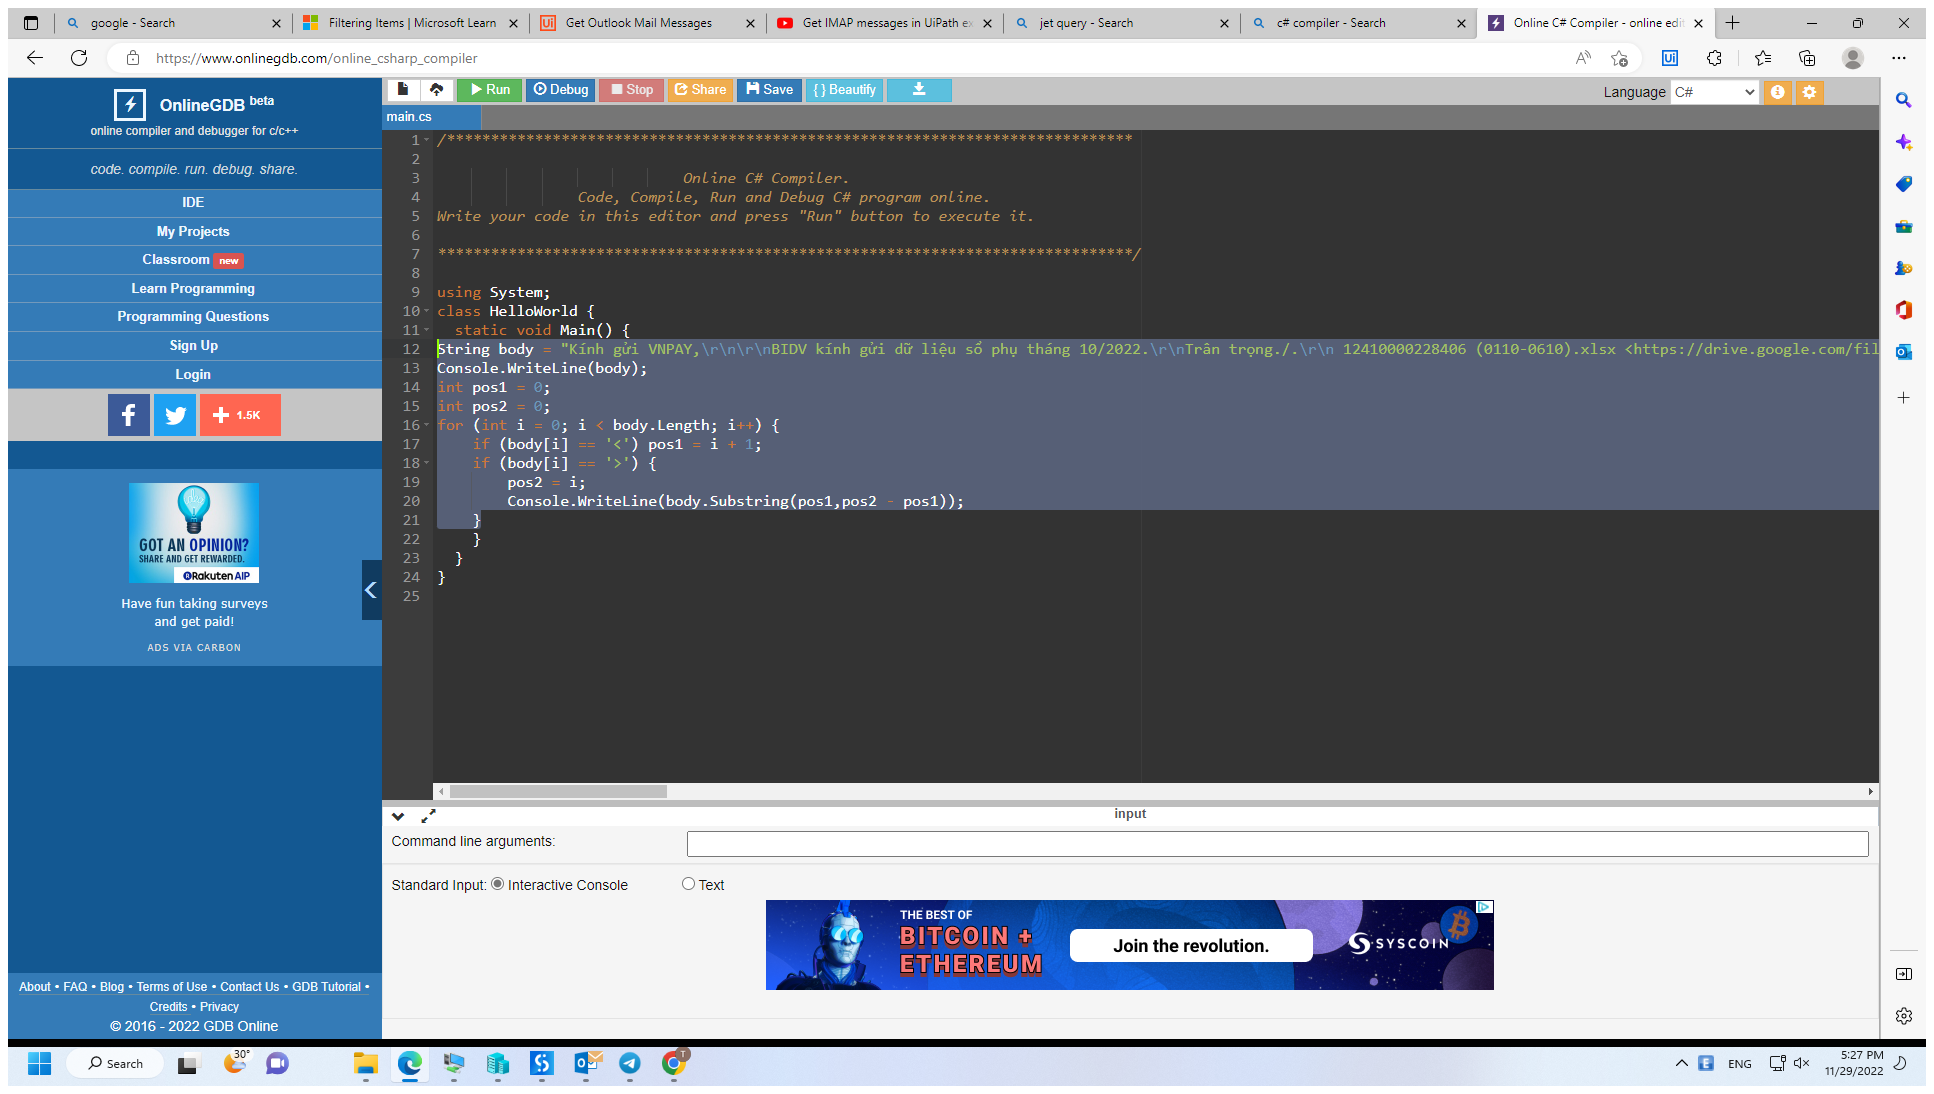 google - Search
Filtering Items | Microsoft Learn
Get Outlook Mail Messages
Get IMAP messages in UiPath ex
jet query - Search
c# compiler - Search
Online C# Compiler - online edit
https://www.onlinegdb.com/online_csharp_compiler
OnlineGDB beta
online compiler and debugger for c/c++
code. compile. run. debug. share.
IDE
My Projects
Classroom new
Learn Programming
Programming Questions
Sign Up
Login
1.5K
GOT AN OPINION?
SHARE AND GET REWARDED.
Rakuten AIP
Have fun taking surveys
and get paid!
ADS VIA CARBON
About • FAQ • Blog • Terms of Use • Contact Us • GDB Tutorial •
Credits • Privacy
© 2016 - 2022 GDB Online
Run Debug Stop Share Save { } Beautify
Language C#
main.cs
1 /******************************************************************************
2
3 Online C# Compiler.
4 Code, Compile, Run and Debug C# program online.
5 Write your code in this editor and press "Run" button to execute it.
6
7 *******************************************************************************/
8
9 using System;
10 class HelloWorld {
11 static void Main() {
12 String body = "Kính gửi VNPAY,\r\n\r\nBIDV kính gửi dữ liệu sổ phụ tháng 10/2022.\r\nTrân trọng./.\r\n 12410000228406 (0110-0610).xlsx <https://drive.google.com/fil
13 Console.WriteLine(body);
14 int pos1 = 0;
15 int pos2 = 0;
16 for (int i = 0; i < body.Length; i++) {
17 if (body[i] == '<') pos1 = i + 1;
18 if (body[i] == '>') {
19 pos2 = i;
20 Console.WriteLine(body.Substring(pos1,pos2 - pos1));
21 }
22 }
23 }
24 }
25
input
Command line arguments:
Standard Input: Interactive Console Text
THE BEST OF
BITCOIN +
ETHEREUM
Join the revolution.
SYSCOIN
Search
30°
T
ENG
5:27 PM
11/29/2022